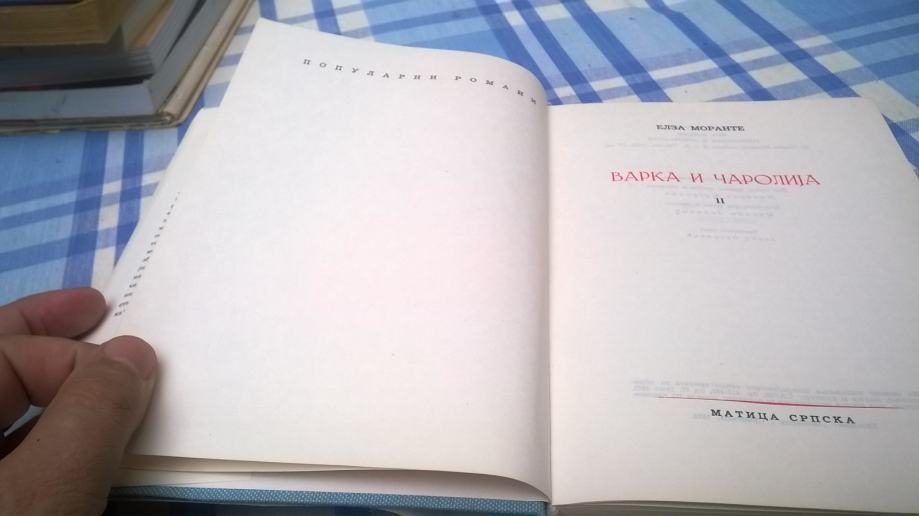 ПОПУЛАРНИ РОМАНИ
ЕЛЗА МОРАНТЕ
ВАРКА И ЧАРОЛИЈА
II
МАТИЦА СРПСКА